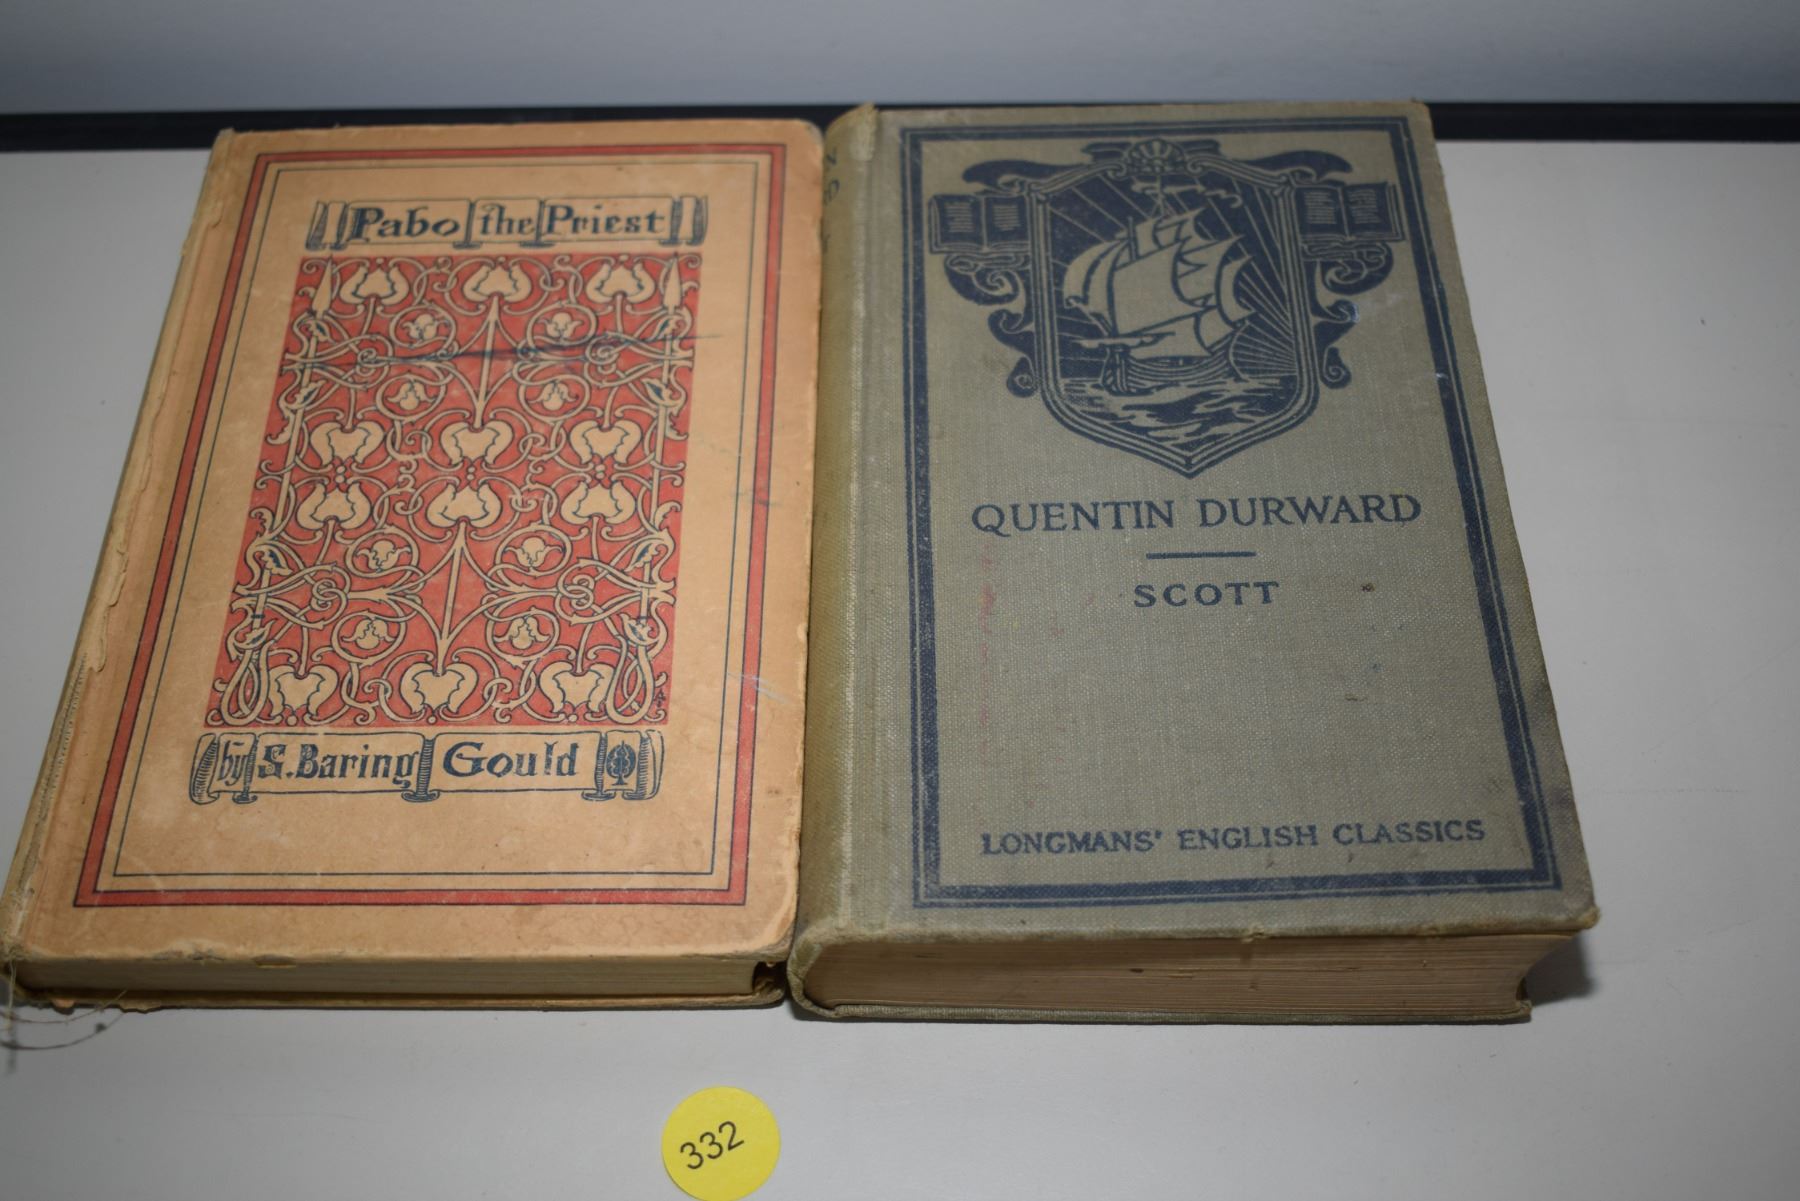 Pabo the Priest
by S. Baring Gould
QUENTIN DURWARD
SCOTT
LONGMANS' ENGLISH CLASSICS
332